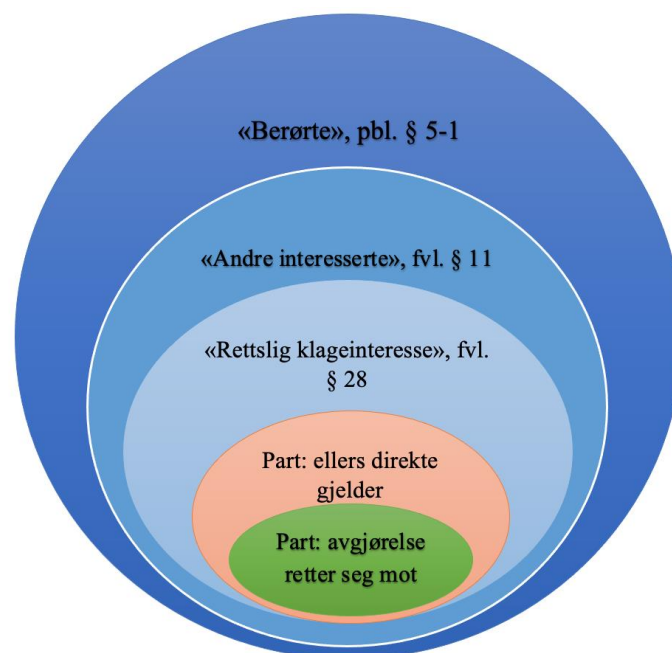 «Berørte», pbl. § 5-1
«Andre interesserte», fvl. § 11
«Rettslig klageinteresse», fvl.
§ 28
Part: ellers direkte
gjelder
Part: avgjørelse
retter seg mot